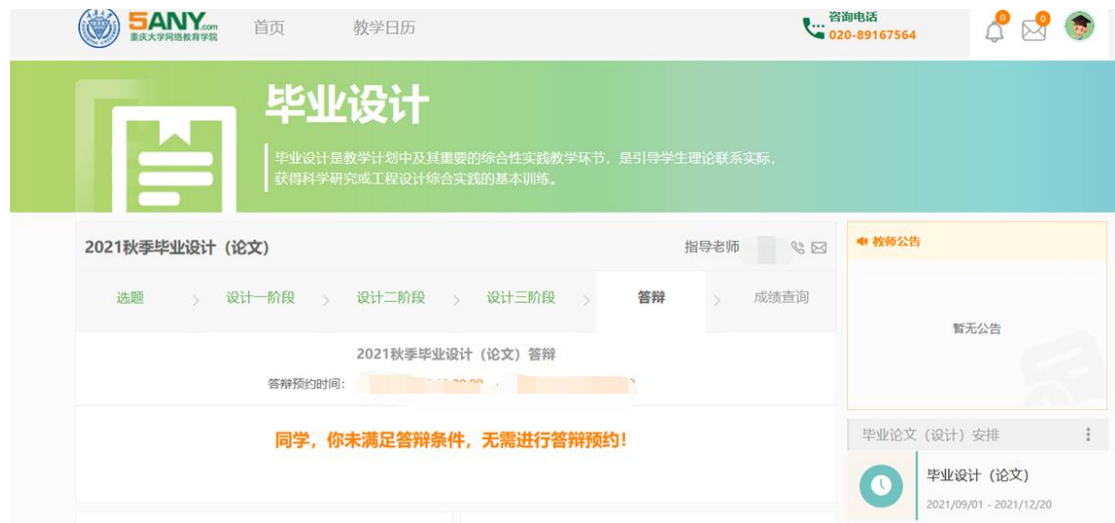 5ANY.com
重庆大学网络教育学院
首页
教学日历
咨询电话
020-89167564
0
0
毕业设计
毕业设计是教学计划中及其重要的综合性实践教学环节，是引导学生理论联系实际，
获得科学研究或工程设计综合实践的基本训练。
2021秋季毕业设计（论文）
指导老师
教师公告
选题
设计一阶段
设计二阶段
设计三阶段
答辩
成绩查询
暂无公告
2021秋季毕业设计（论文）答辩
答辩预约时间：
同学，你未满足答辩条件，无需进行答辩预约！
毕业论文（设计）安排
毕业设计（论文）
2021/09/01 - 2021/12/20